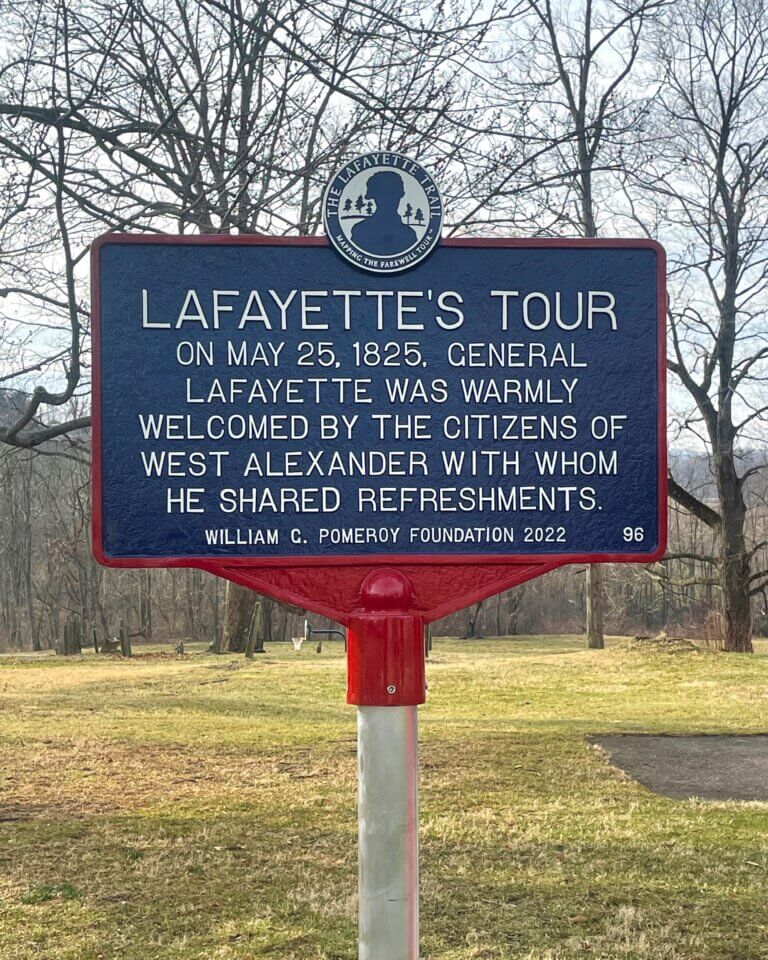 THE LAFAYETTE TRAIL
MAPPING THE FAREWELL TOUR
LAFAYETTE'S TOUR
ON MAY 25, 1825, GENERAL
LAFAYETTE WAS WARMLY
WELCOMED BY THE CITIZENS OF
WEST ALEXANDER WITH WHOM
HE SHARED REFRESHMENTS.
WILLIAM G. POMEROY FOUNDATION 2022 96